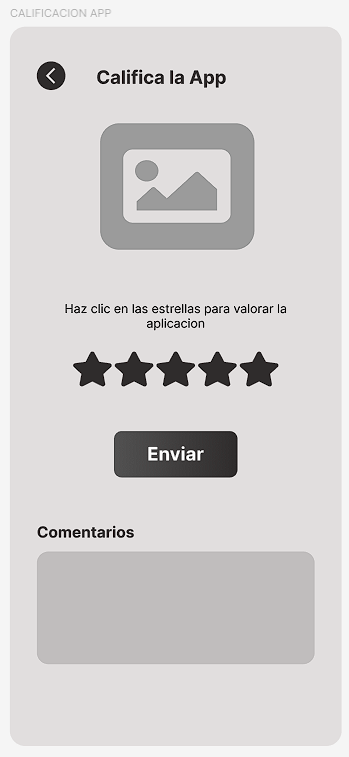 CALIFICACION APP
Califica la App
Haz clic en las estrellas para valorar la
aplicacion
Enviar
Comentarios